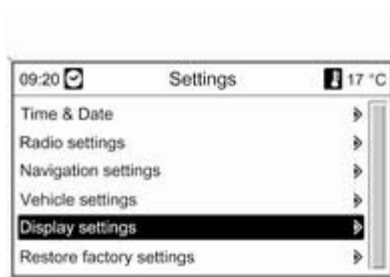 09:20 Settings 17 °C
Time & Date
Radio settings
Navigation settings
Vehicle settings
Display settings
Restore factory settings